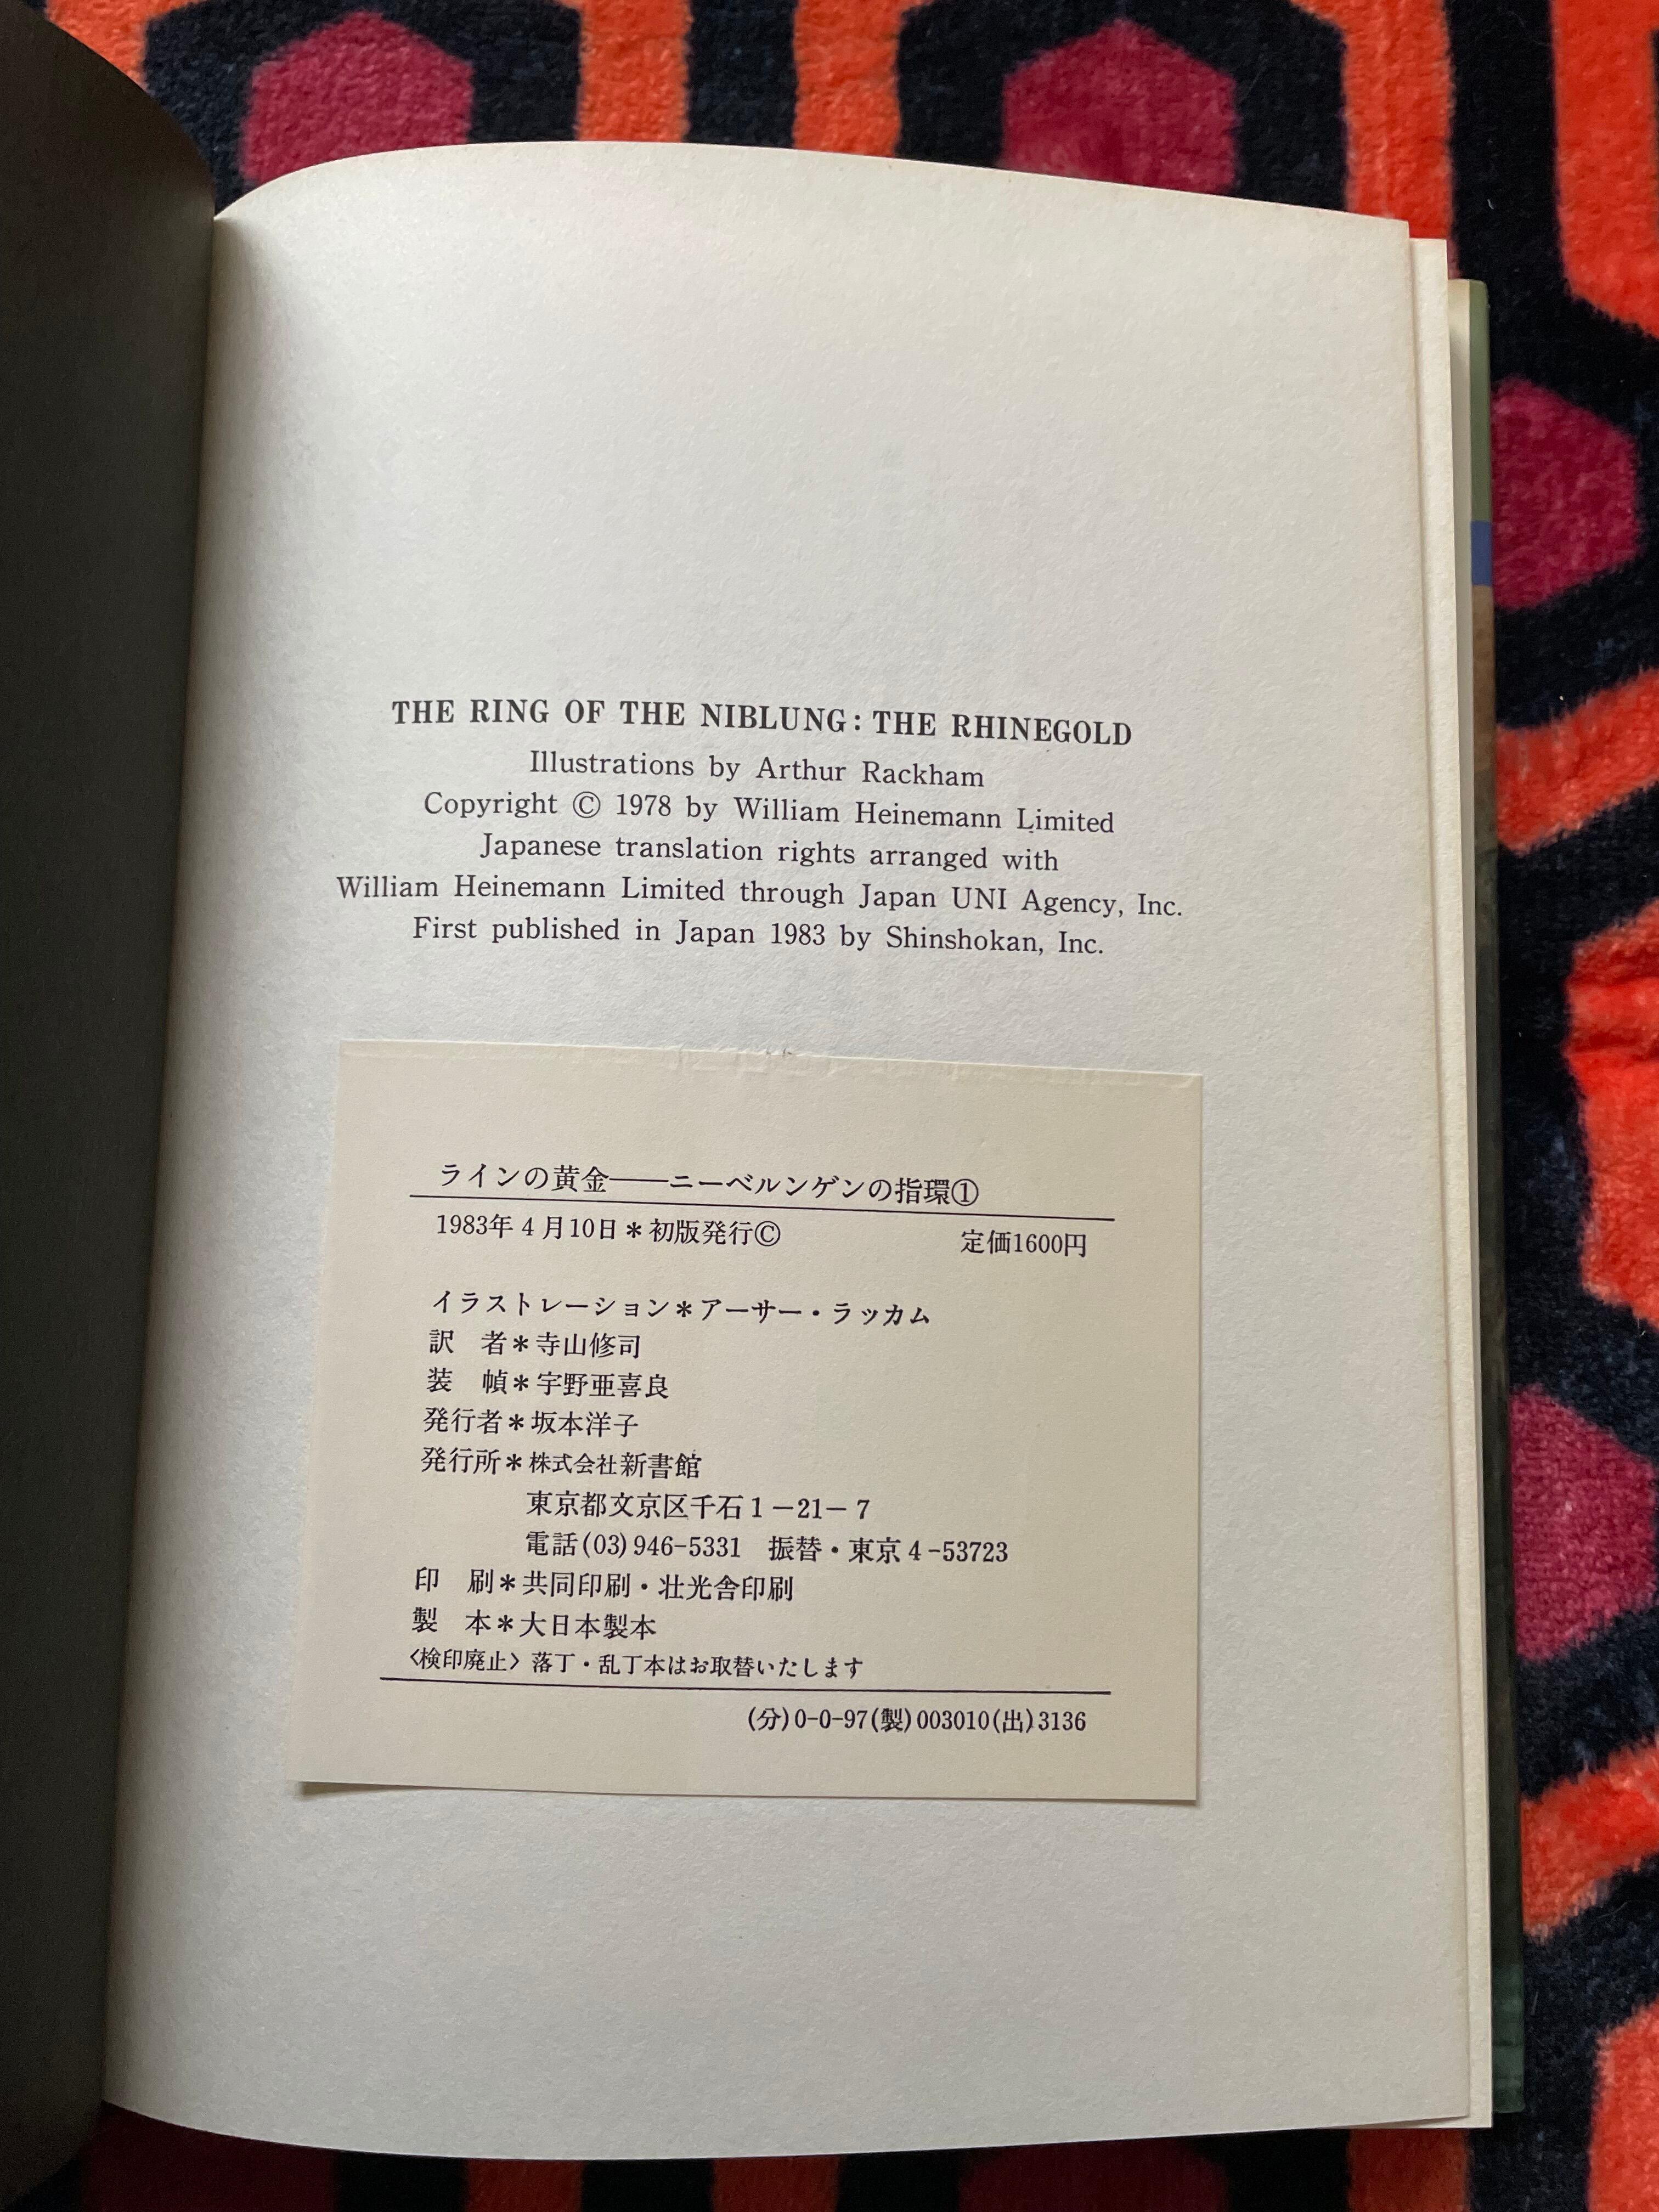 THE RING OF THE NIBLUNG: THE RHINEGOLD
Illustrations by Arthur Rackham
Copyright © 1978 by William Heinemann Limited
Japanese translation rights arranged with
William Heinemann Limited through Japan UNI Agency, Inc.
First published in Japan 1983 by Shinshokan, Inc.
ラインの黄金——ニーベルンゲンの指環①
1983年4月10日＊初版発行© 定価1600円
イラストレーション＊アーサー・ラッカム
訳　者＊寺山修司
装　幀＊宇野亜喜良
発行者＊坂本洋子
発行所＊株式会社新書館
東京都文京区千石1－21－7
電話(03)946-5331　振替・東京4-53723
印　刷＊共同印刷・壮光舎印刷
製　本＊大日本製本
〈検印廃止〉落丁・乱丁本はお取替いたします
(分)0-0-97(製)003010(出)3136